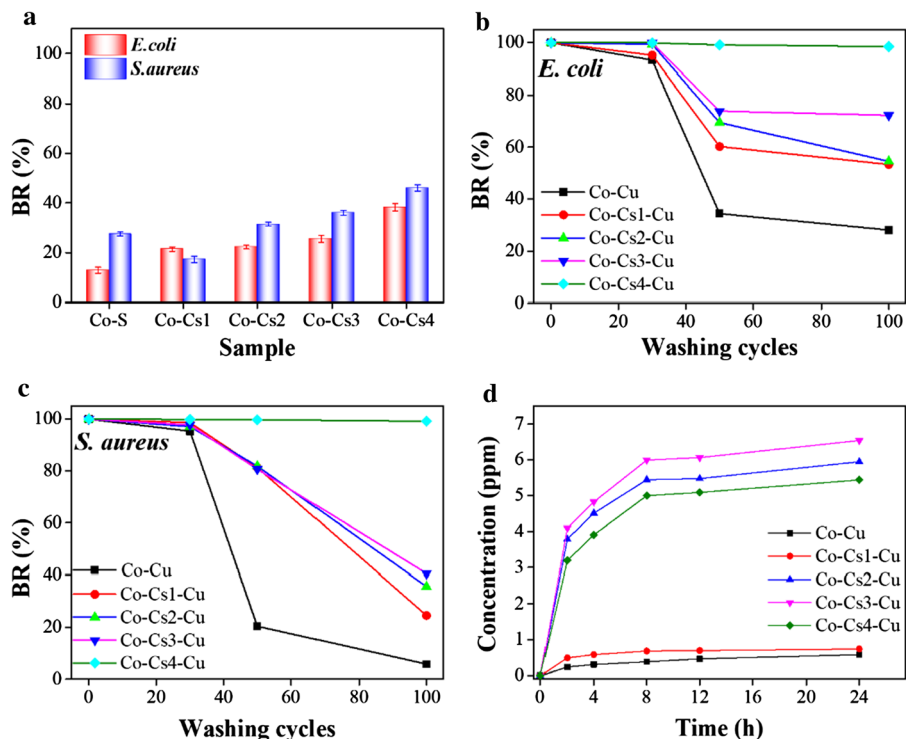 a
BR (%)
100
80
60
40
20
0
E.coli
S.aureus
Co-S Co-Cs1 Co-Cs2 Co-Cs3 Co-Cs4
Sample
b
BR (%)
100
80
60
40
20
0
E. coli
Co-Cu
Co-Cs1-Cu
Co-Cs2-Cu
Co-Cs3-Cu
Co-Cs4-Cu
0 20 40 60 80 100
Washing cycles
c
BR (%)
100
80
60
40
20
0
S. aureus
Co-Cu
Co-Cs1-Cu
Co-Cs2-Cu
Co-Cs3-Cu
Co-Cs4-Cu
0 20 40 60 80 100
Washing cycles
d
Concentration (ppm)
7
6
5
4
3
2
1
0
Co-Cu
Co-Cs1-Cu
Co-Cs2-Cu
Co-Cs3-Cu
Co-Cs4-Cu
0 4 8 12 16 20 24
Time (h)